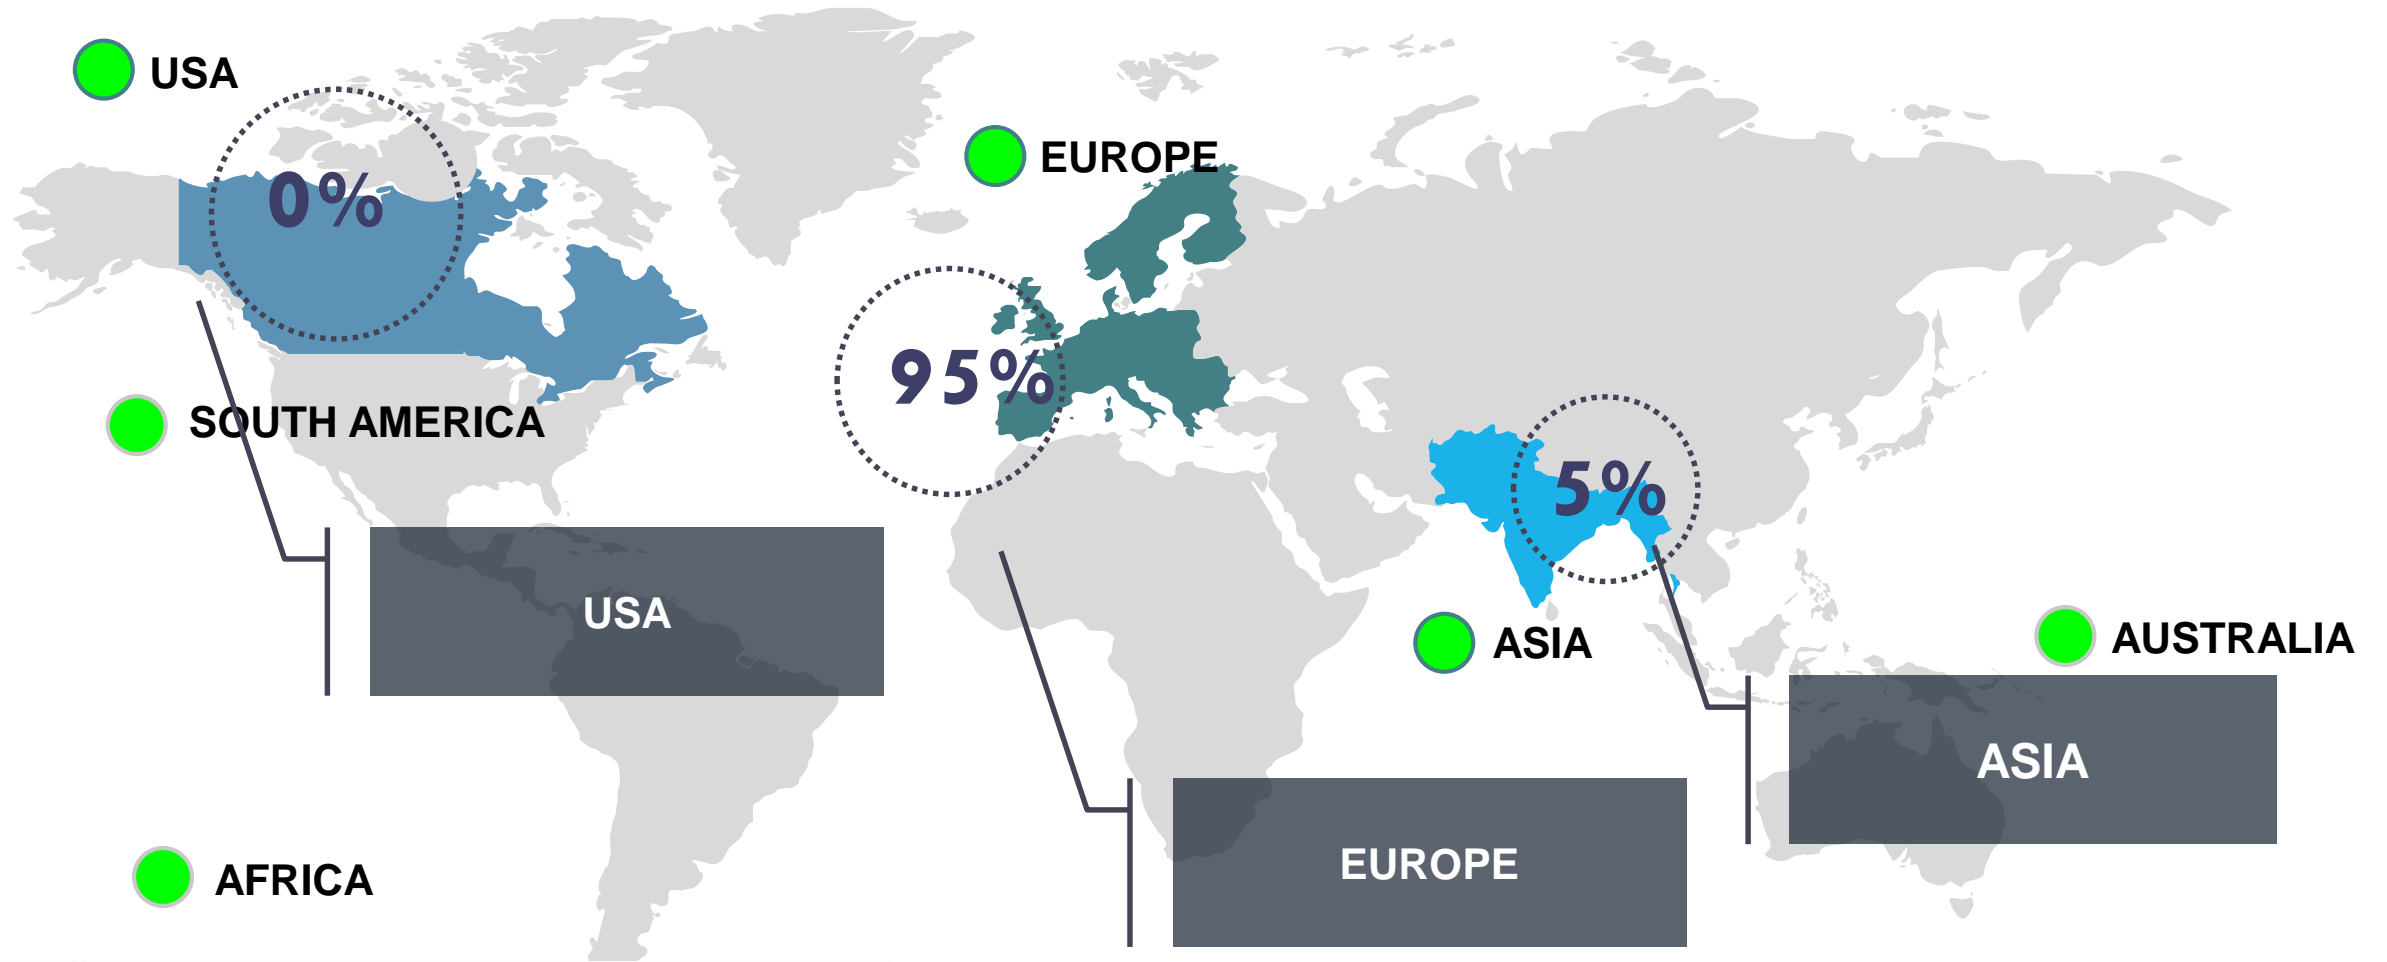 USA
EUROPE
0%
95%
SOUTH AMERICA
5%
USA
ASIA
AUSTRALIA
ASIA
EUROPE
AFRICA